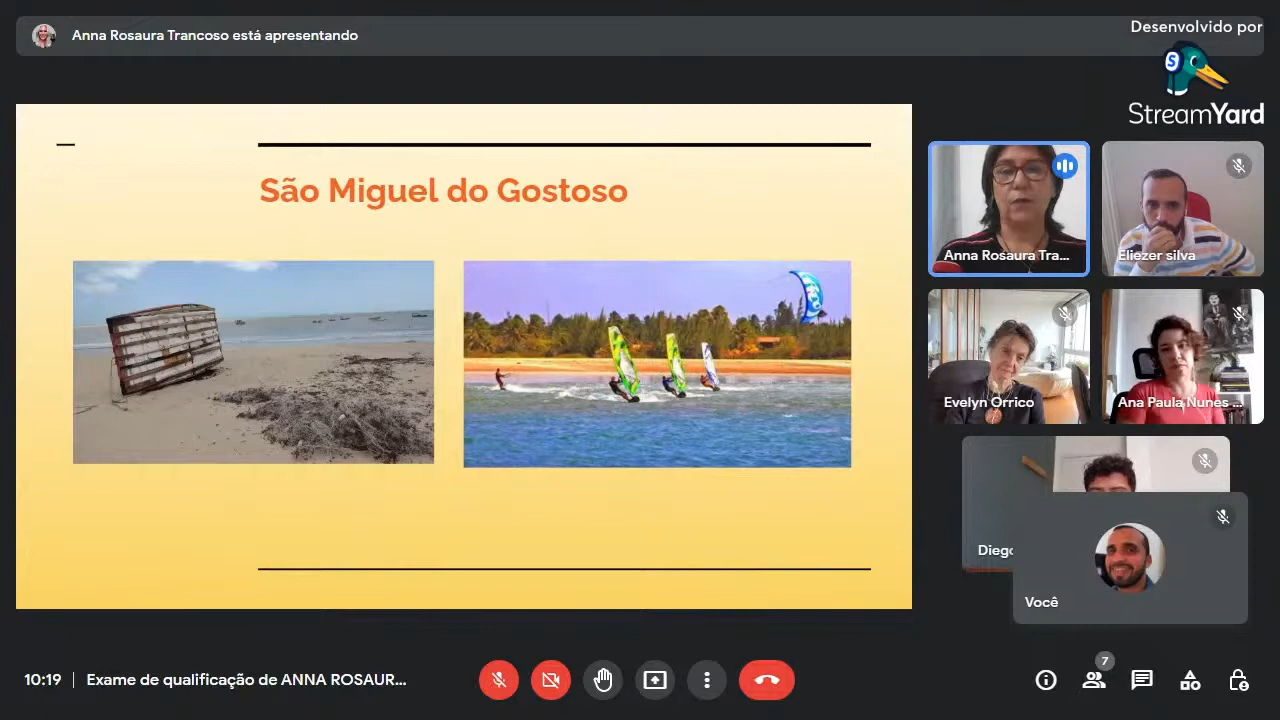 Anna Rosaura Trancoso está apresentando
Desenvolvido por
StreamYard
São Miguel do Gostoso
Anna Rosaura Tra...
Eliezer silva
Evelyn Orrico
Ana Paula Nunes ...
Diego
Você
10:19
Exame de qualificação de ANNA ROSAUR...
7